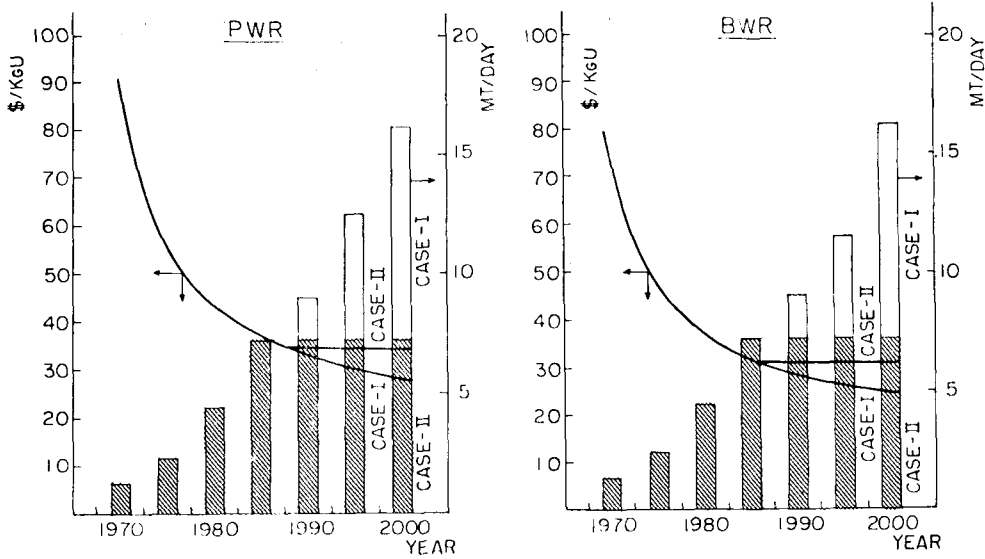 PWR
$/KgU
100
90
80
70
60
50
40
30
20
10
20
15
10
5
MT/DAY
CASE-I
CASE-II
CASE-I
CASE-II
1970
1980
1990
2000
YEAR
BWR
$/KgU
100
90
80
70
60
50
40
30
20
10
20
15
10
5
MT/DAY
CASE-I
CASE-II
CASE-I
CASE-II
1970
1980
1990
2000
YEAR